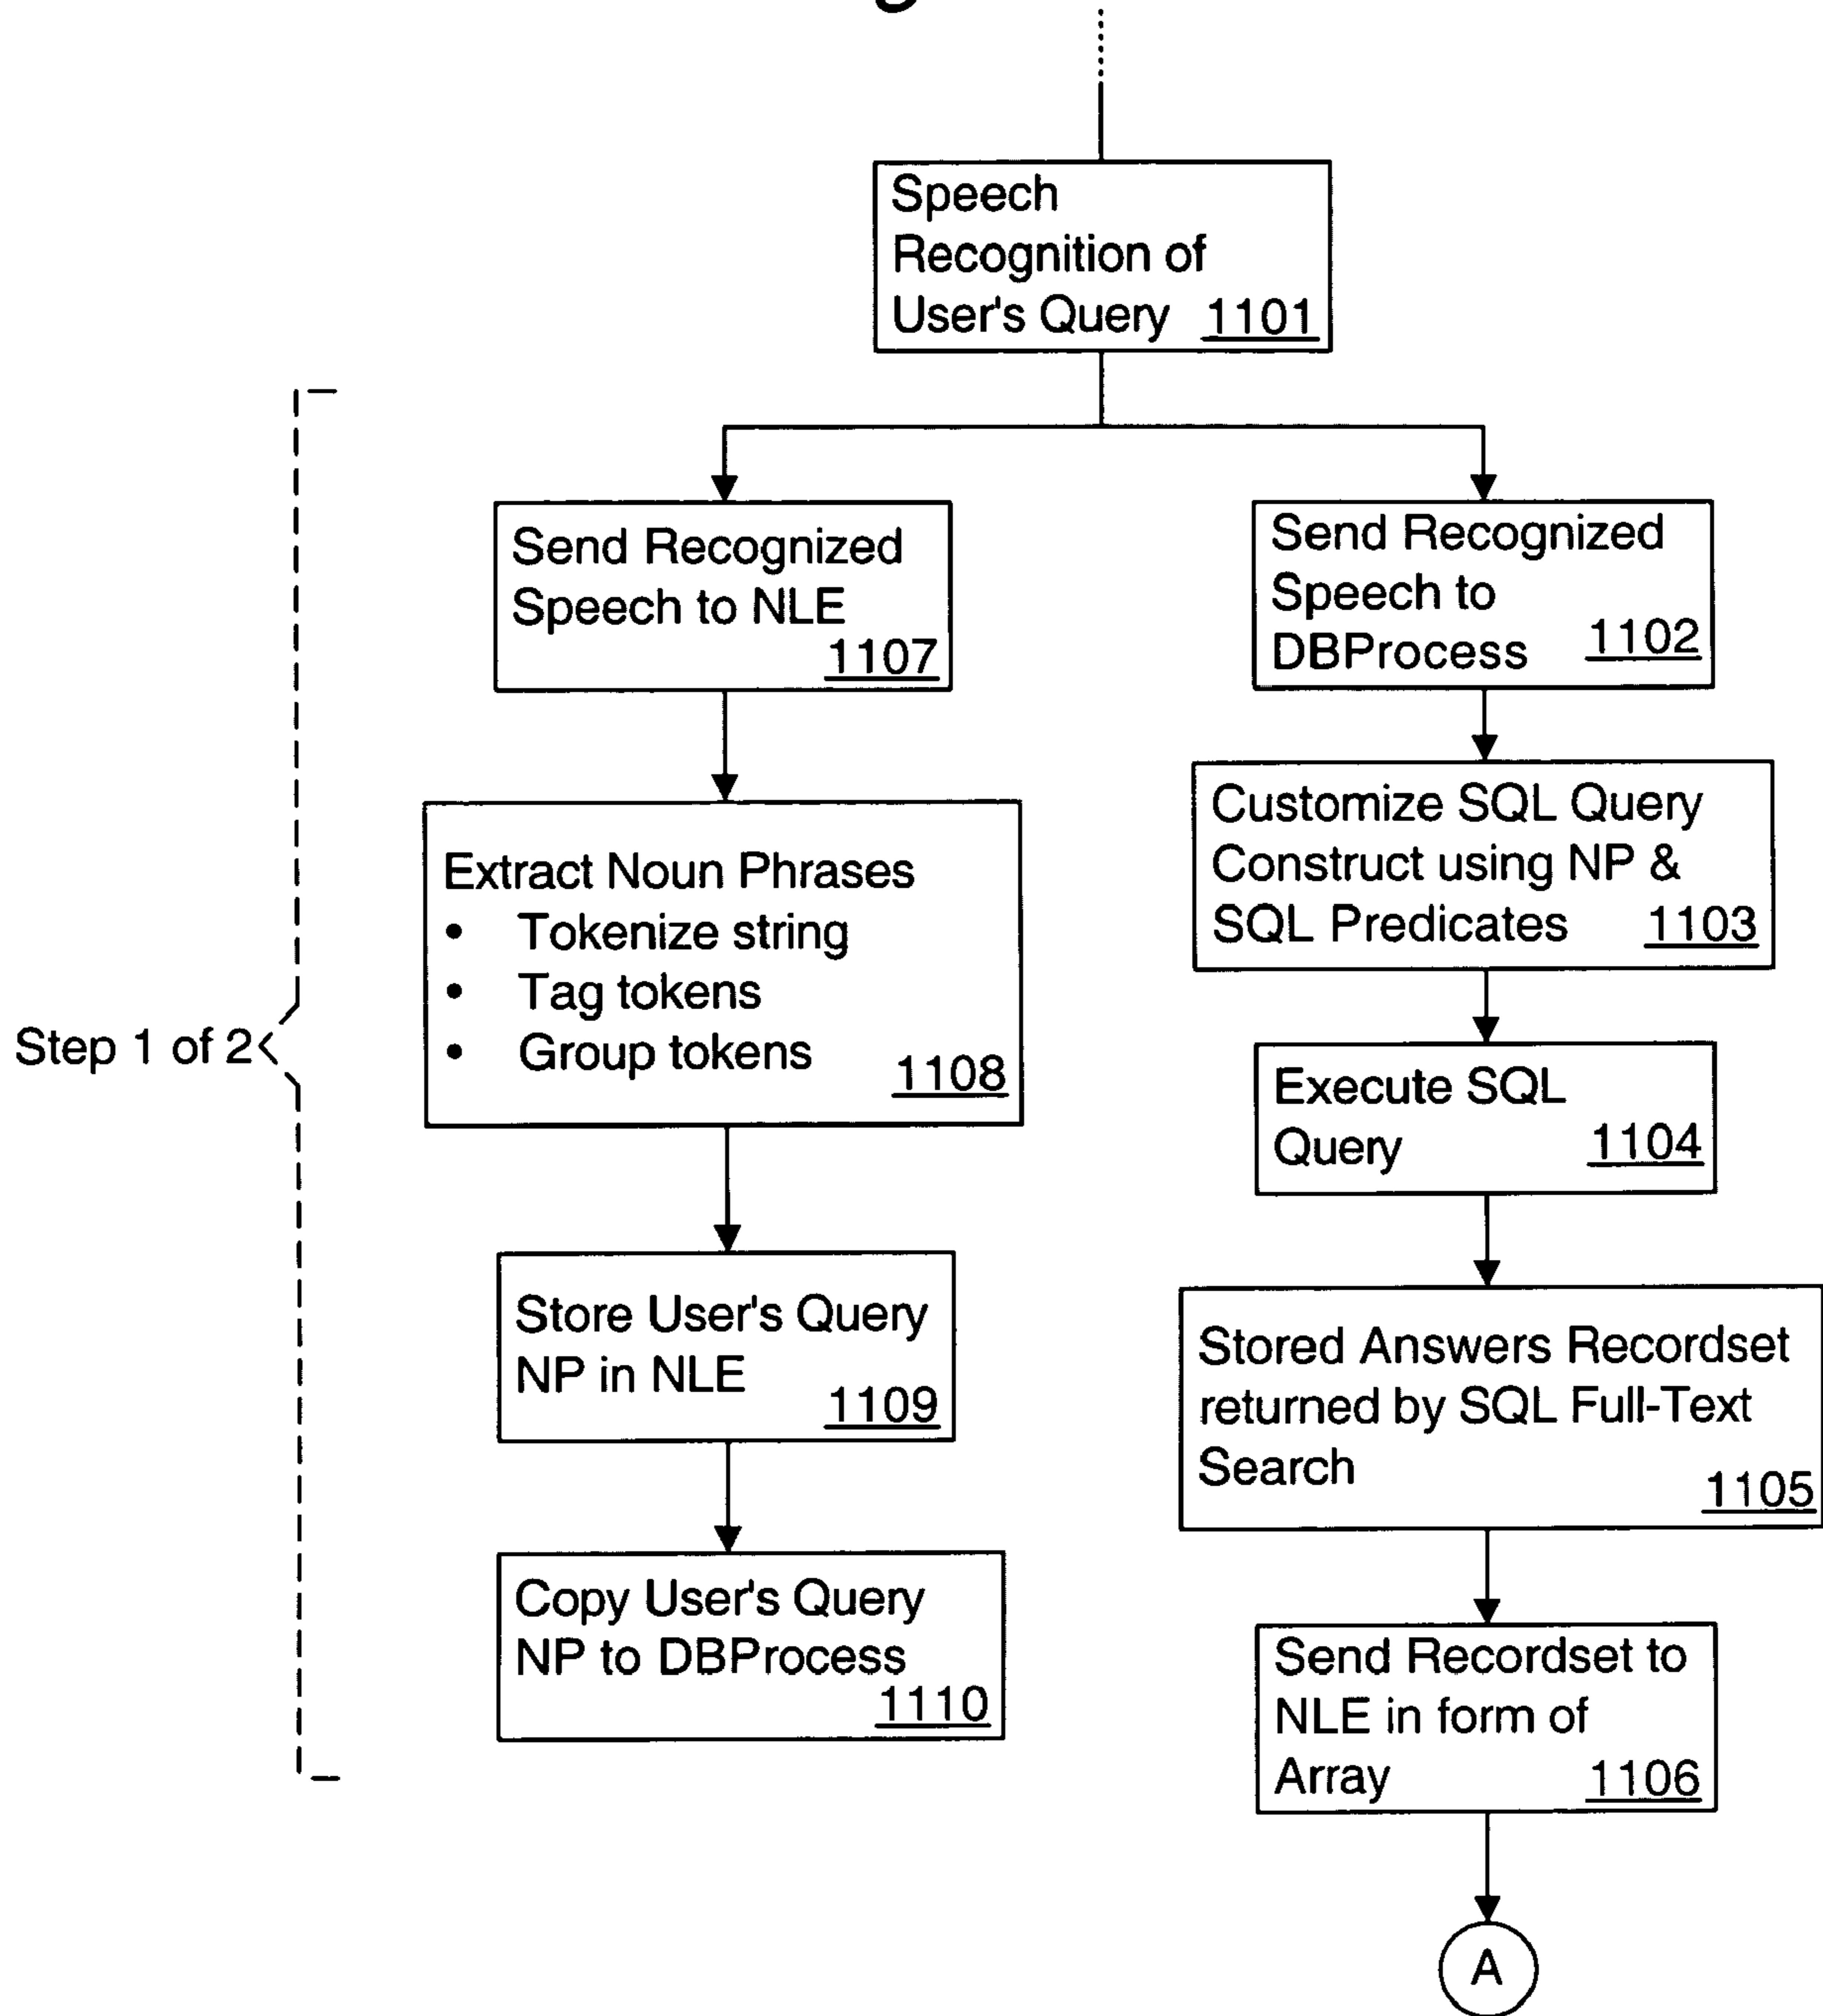 Speech
Recognition of
User's Query 1101
Send Recognized
Speech to NLE
1107
Send Recognized
Speech to
DBProcess 1102
Extract Noun Phrases
• Tokenize string
• Tag tokens
• Group tokens
1108
Customize SQL Query
Construct using NP &
SQL Predicates 1103
Step 1 of 2
Execute SQL
Query 1104
Store User's Query
NP in NLE
1109
Stored Answers Recordset
returned by SQL Full-Text
Search
1105
Copy User's Query
NP to DBProcess
1110
Send Recordset to
NLE in form of
Array 1106
A